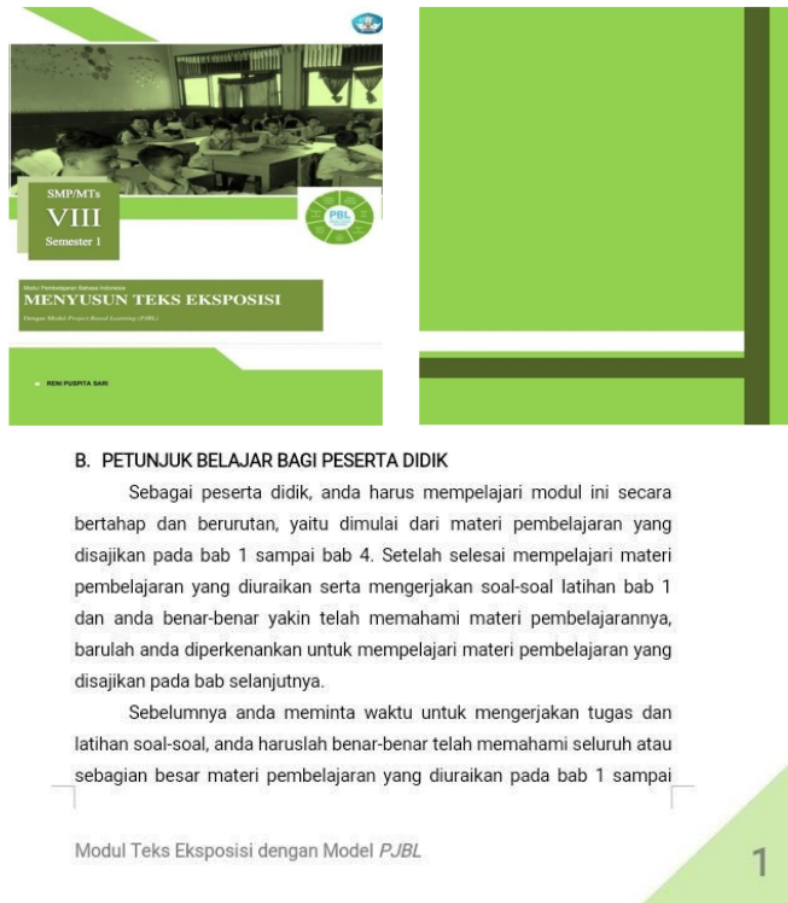 SMP/MTs
VIII
Semester 1
PBL
Modul Pembelajaran Bahasa Indonesia
MENYUSUN TEKS EKSPOSISI
Dengan Model Project Based Learning (PJBL)
RENI PUSPITA SARI
B. PETUNJUK BELAJAR BAGI PESERTA DIDIK
Sebagai peserta didik, anda harus mempelajari modul ini secara
bertahap dan berurutan, yaitu dimulai dari materi pembelajaran yang
disajikan pada bab 1 sampai bab 4. Setelah selesai mempelajari materi
pembelajaran yang diuraikan serta mengerjakan soal-soal latihan bab 1
dan anda benar-benar yakin telah memahami materi pembelajarannya,
barulah anda diperkenankan untuk mempelajari materi pembelajaran yang
disajikan pada bab selanjutnya.
Sebelumnya anda meminta waktu untuk mengerjakan tugas dan
latihan soal-soal, anda haruslah benar-benar telah memahami seluruh atau
sebagian besar materi pembelajaran yang diuraikan pada bab 1 sampai
Modul Teks Eksposisi dengan Model PJBL
1